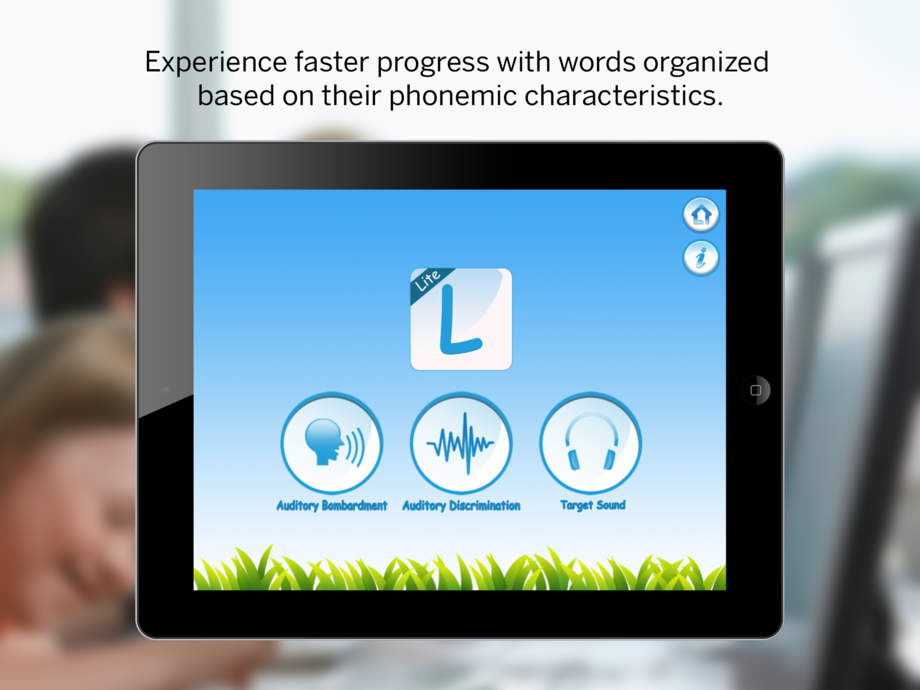 Experience faster progress with words organized
based on their phonemic characteristics.
Lite
L
Auditory Bombardment
Auditory Discrimination
Target Sound